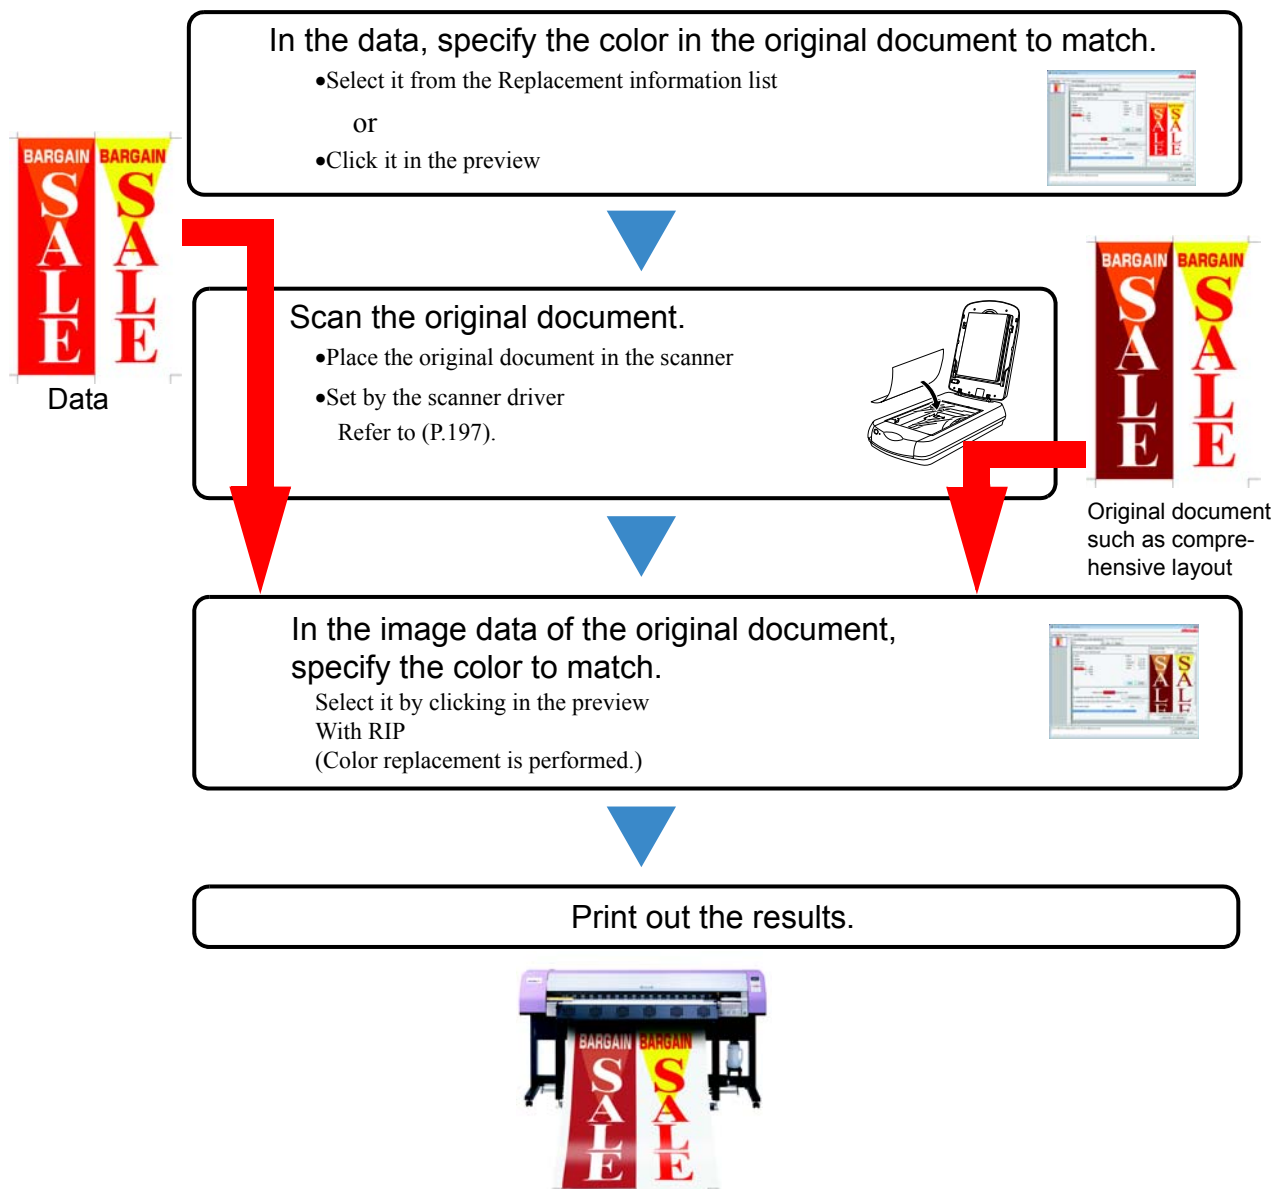 In the data, specify the color in the original document to match.
•Select it from the Replacement information list
or
•Click it in the preview
BARGAIN BARGAIN
SALE SALE
Data
Scan the original document.
•Place the original document in the scanner
•Set by the scanner driver
Refer to (P.197).
BARGAIN BARGAIN
SALE SALE
Original document
such as compre-
hensive layout
In the image data of the original document,
specify the color to match.
Select it by clicking in the preview
With RIP
(Color replacement is performed.)
Print out the results.
BARGAIN BARGAIN
SALE SALE